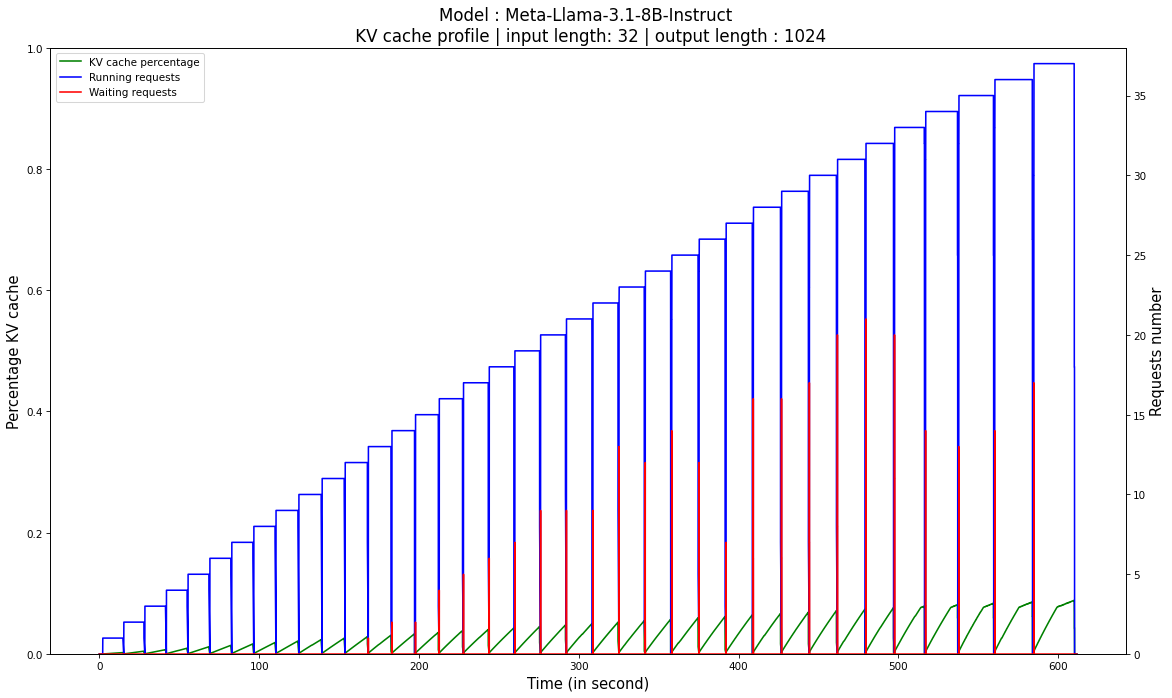 Model : Meta-Llama-3.1-8B-Instruct
KV cache profile | input length: 32 | output length : 1024
KV cache percentage
Running requests
Waiting requests
Percentage KV cache
1.0
0.8
0.6
0.4
0.2
0.0
35
30
25
20
15
10
5
0
Requests number
0 100 200 300 400 500 600
Time (in second)